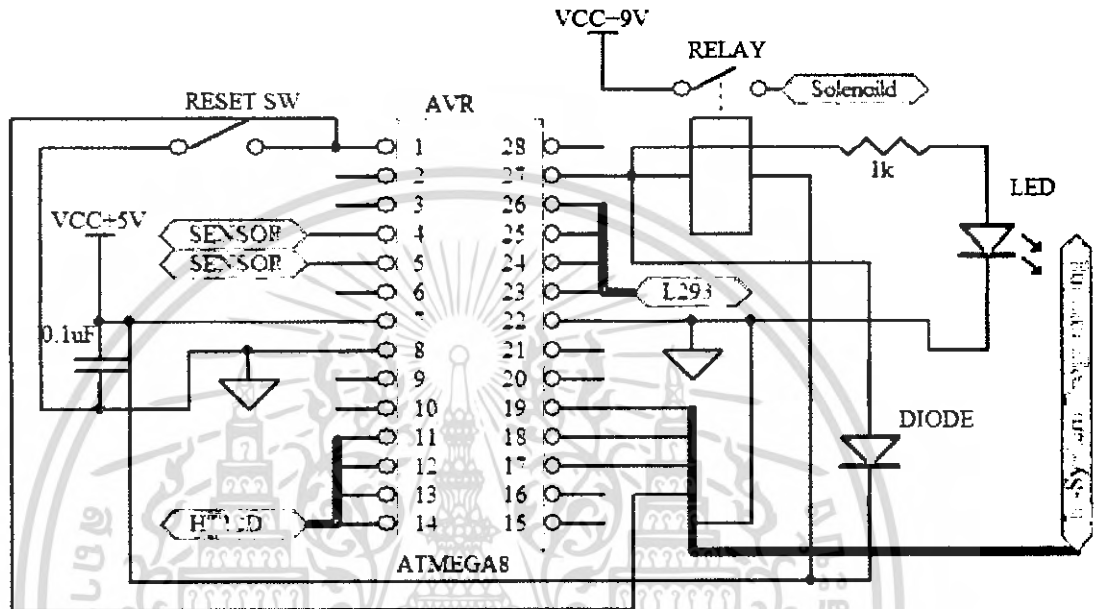 VCC-9V
RELAY
Solenoild
RESET SW
AVR
1 28
2 27
1k
LED
3 26
VCC+5V
SENSOR 4 25
SENSOR 5 24
6 23
L293
22
0.1uF
8 21
9 20
10 19
11 18
DIODE
12 17
13 16
14 15
ATMEGA8